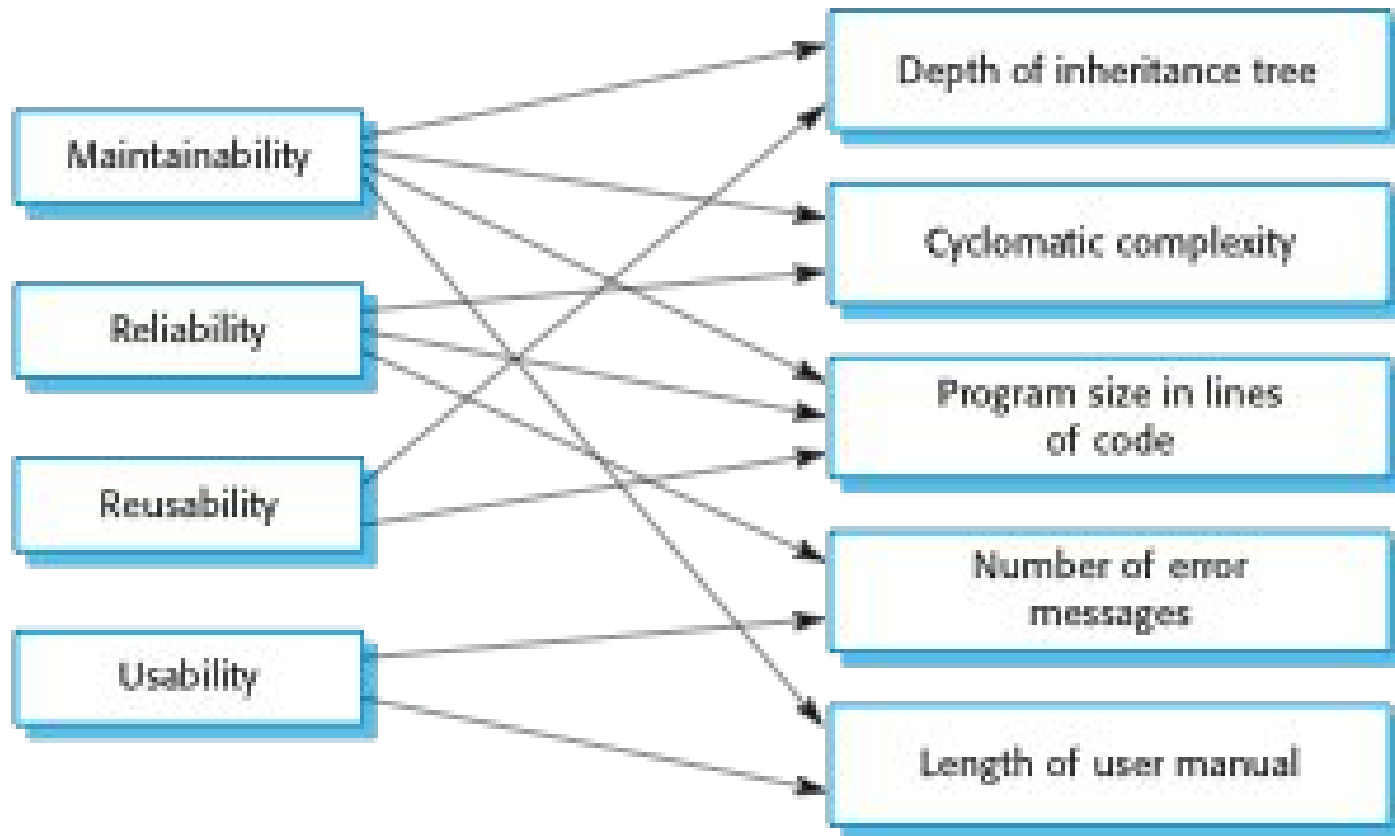 Maintainability
Reliability
Reusability
Usability
Depth of inheritance tree
Cyclomatic complexity
Program size in lines
of code
Number of error
messages
Length of user manual